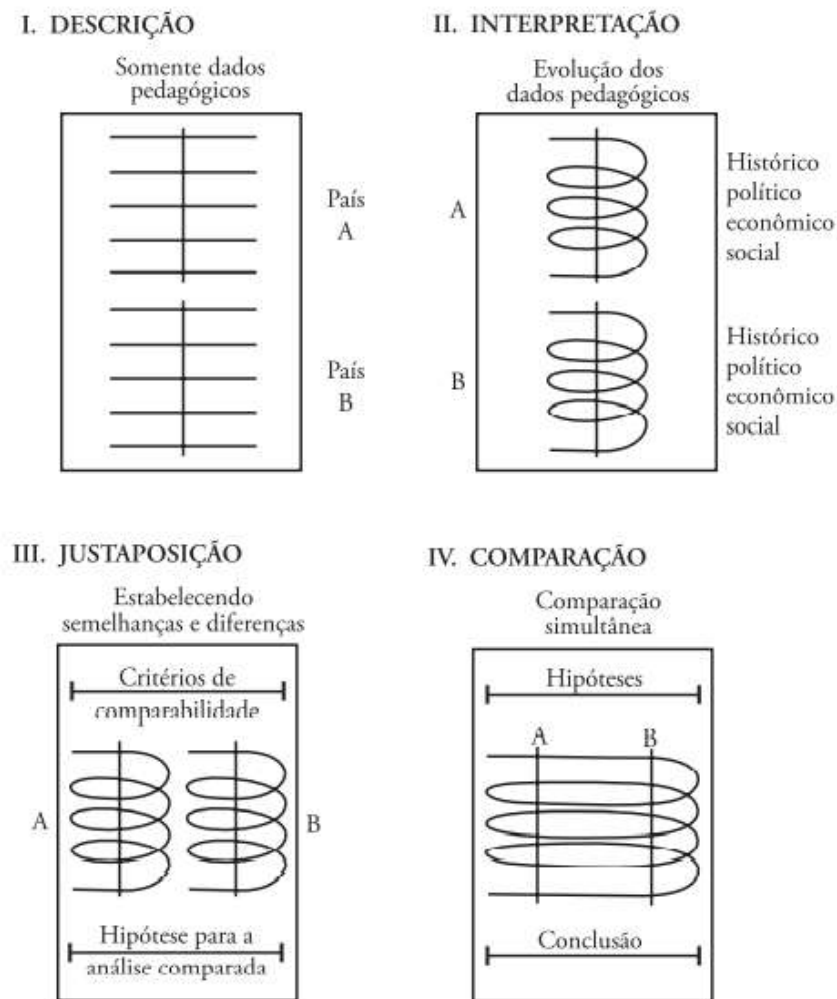 I. DESCRIÇÃO
Somente dados
pedagógicos
País
A
País
B
II. INTERPRETAÇÃO
Evolução dos
dados pedagógicos
A
Histórico
político
econômico
social
B
Histórico
político
econômico
social
III. JUSTAPOSIÇÃO
Estabelecendo
semelhanças e diferenças
Critérios de
comparabilidade
A
B
Hipótese para a
análise comparada
IV. COMPARAÇÃO
Comparação
simultânea
Hipóteses
A
B
Conclusão